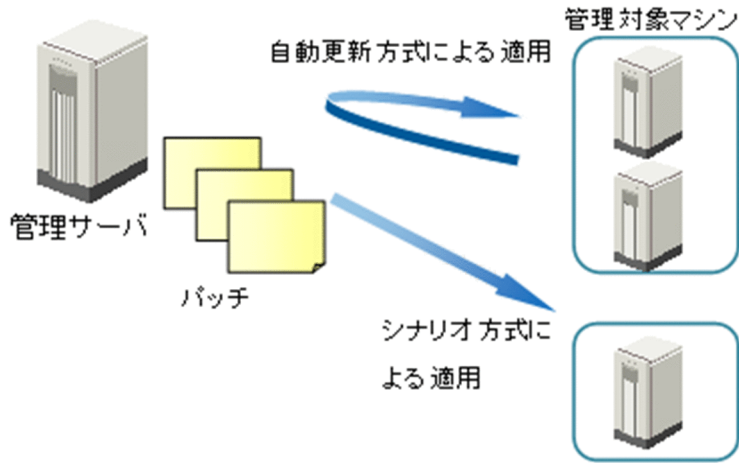 管理対象マシン
自動更新方式による適用
管理サーバ
パッチ
シナリオ方式に
よる適用